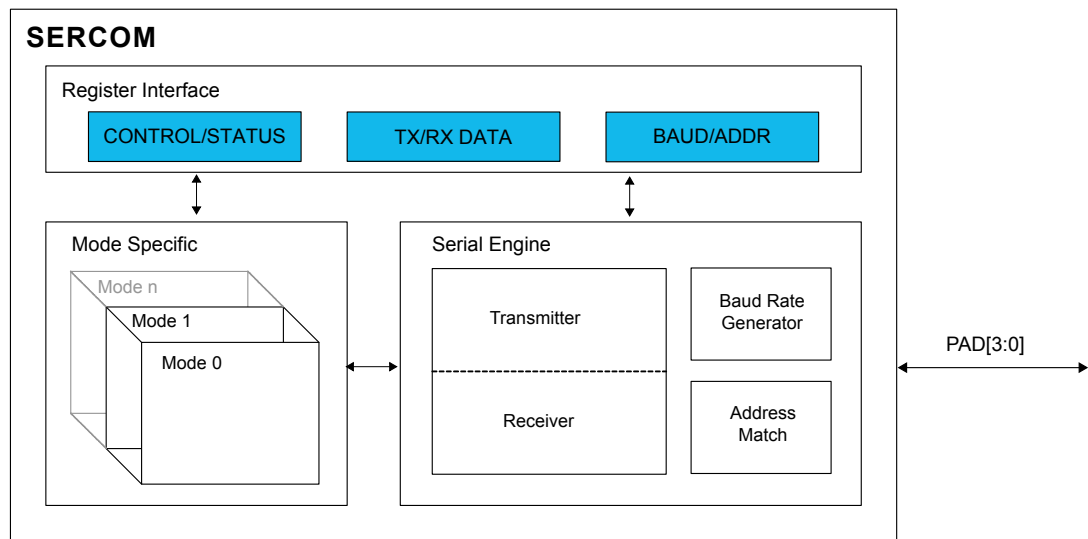 SERCOM
Register Interface
CONTROL/STATUS
TX/RX DATA
BAUD/ADDR
Mode Specific
Mode n
Mode 1
Mode 0
Serial Engine
Transmitter
Receiver
Baud Rate
Generator
Address
Match
PAD[3:0]